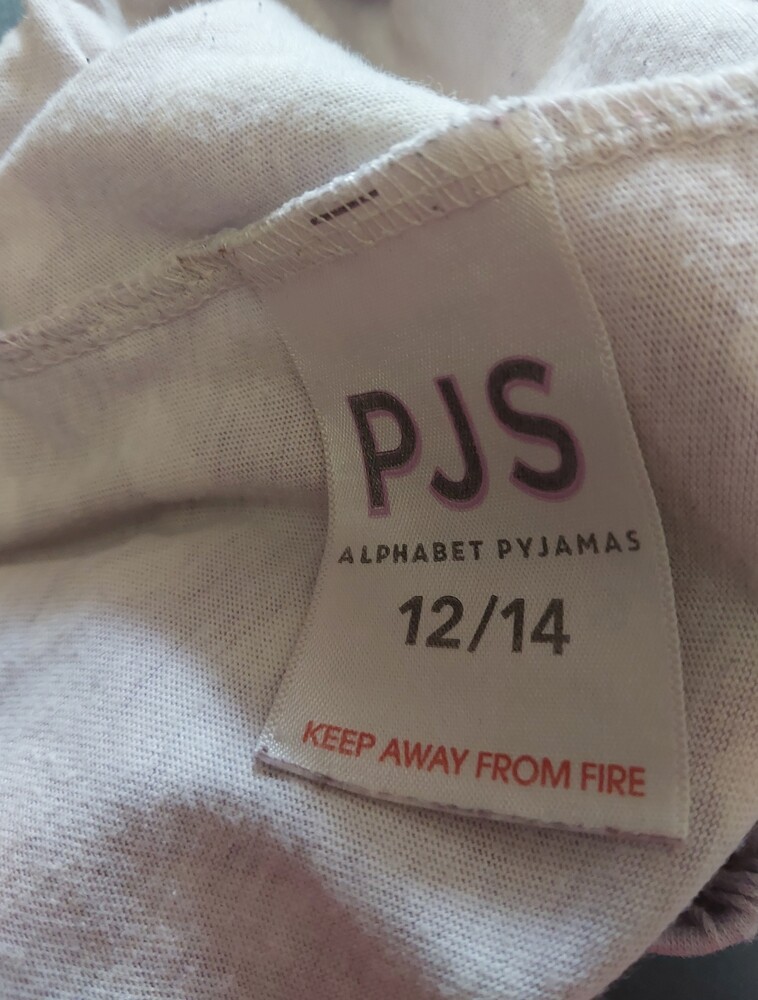 PJS
ALPHABET PYJAMAS
12/14
KEEP AWAY FROM FIRE